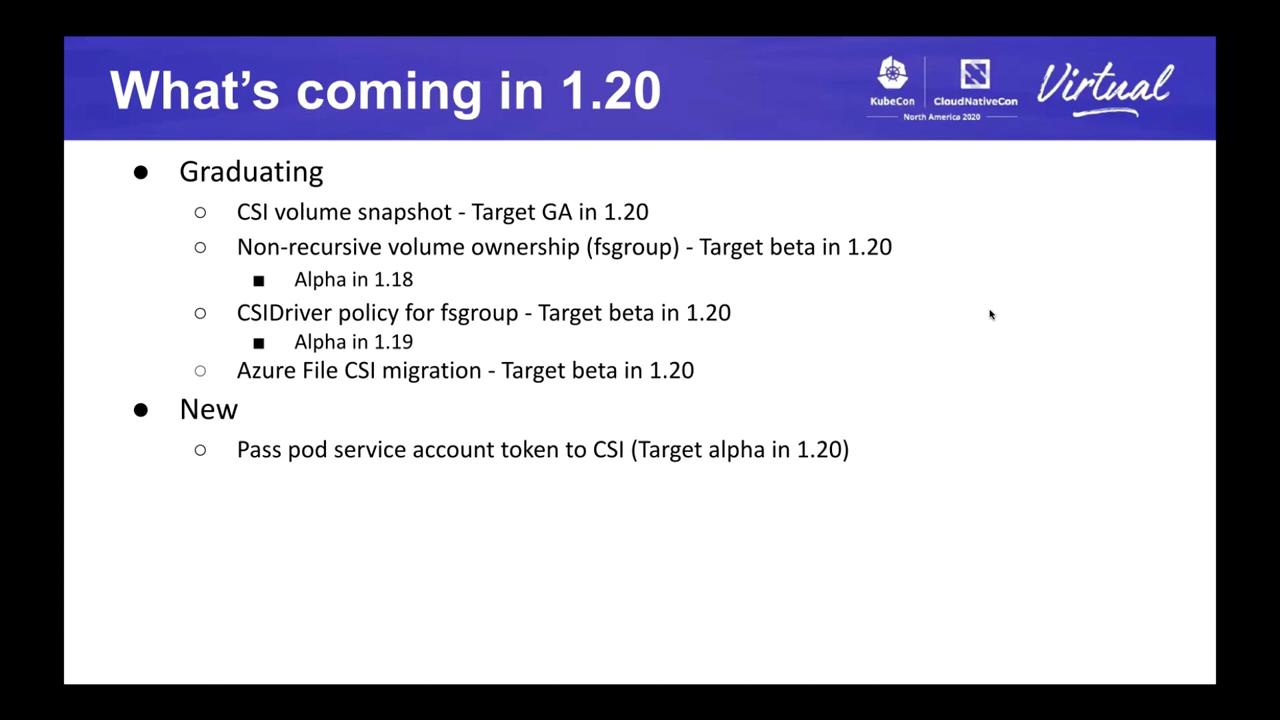 What's coming in 1.20
KubeCon
CloudNativeCon
North America 2020
Virtual
● Graduating
○ CSI volume snapshot - Target GA in 1.20
○ Non-recursive volume ownership (fsgroup) - Target beta in 1.20
■ Alpha in 1.18
○ CSIDriver policy for fsgroup - Target beta in 1.20
■ Alpha in 1.19
○ Azure File CSI migration - Target beta in 1.20
● New
○ Pass pod service account token to CSI (Target alpha in 1.20)